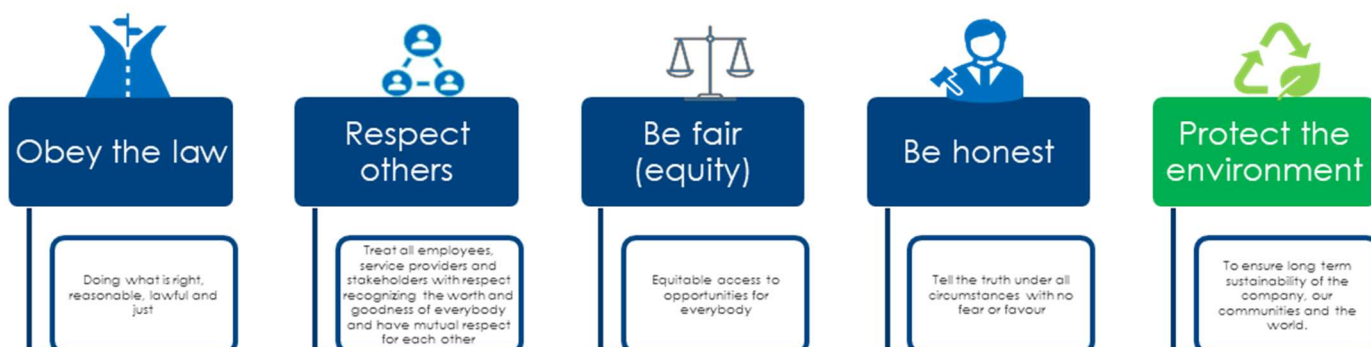 Obey the law
Respect
others
Be fair
(equity)
Be honest
Protect the
environment
Doing what is right,
reasonable, lawful and
just
Treat all employees,
service providers and
stakeholders with respect
recognizing the worth and
goodness of everybody
and have mutual respect
for each other
Equitable access to
opportunities for
everybody
Tell the truth under all
circumstances with no
fear or favour
To ensure long term
sustainability of the
company, our
communities and the
world.